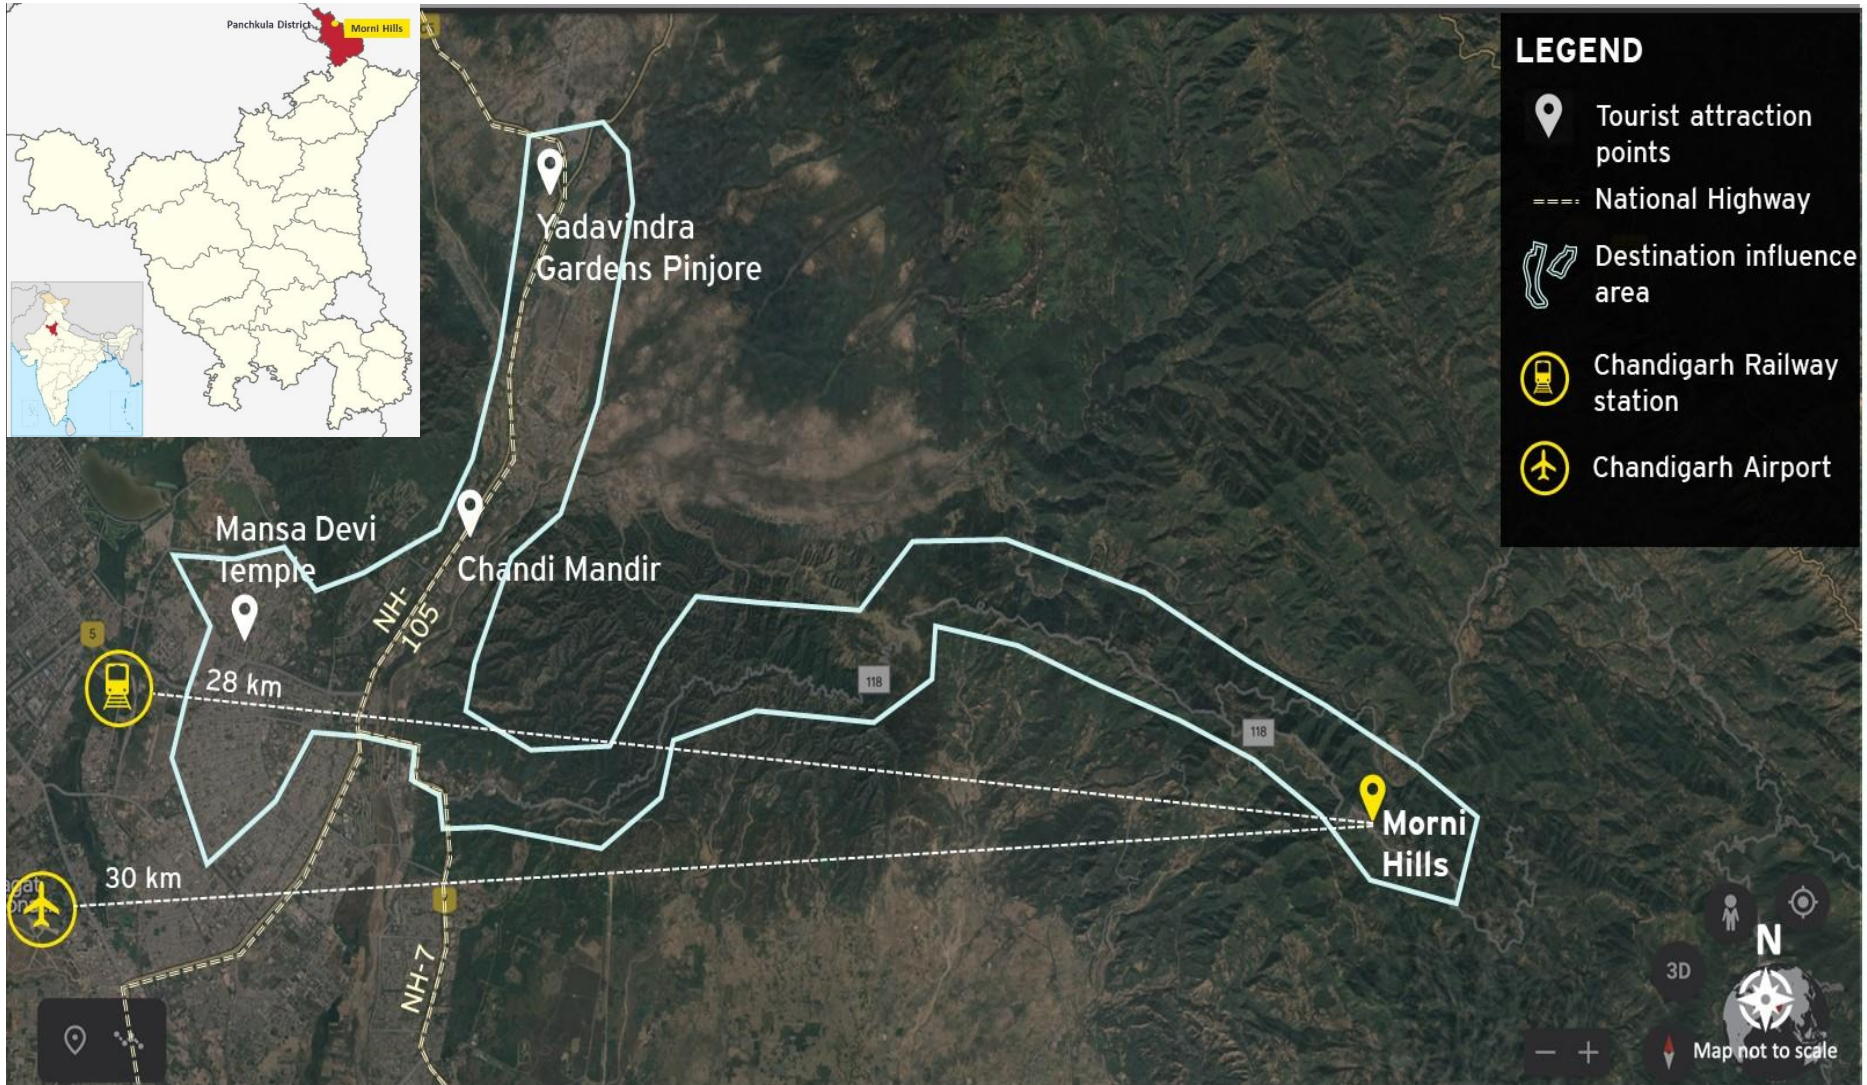 Panchkula District
Morni Hills
LEGEND
Tourist attraction
points
National Highway
Destination influence
area
Chandigarh Railway
station
Chandigarh Airport
Yadavindra
Gardens Pinjore
Mansa Devi
Temple
Chandi Mandir
NH-
105
5
28 km
118
118
Morni
Hills
30 km
NH-7
N
3D
Map not to scale